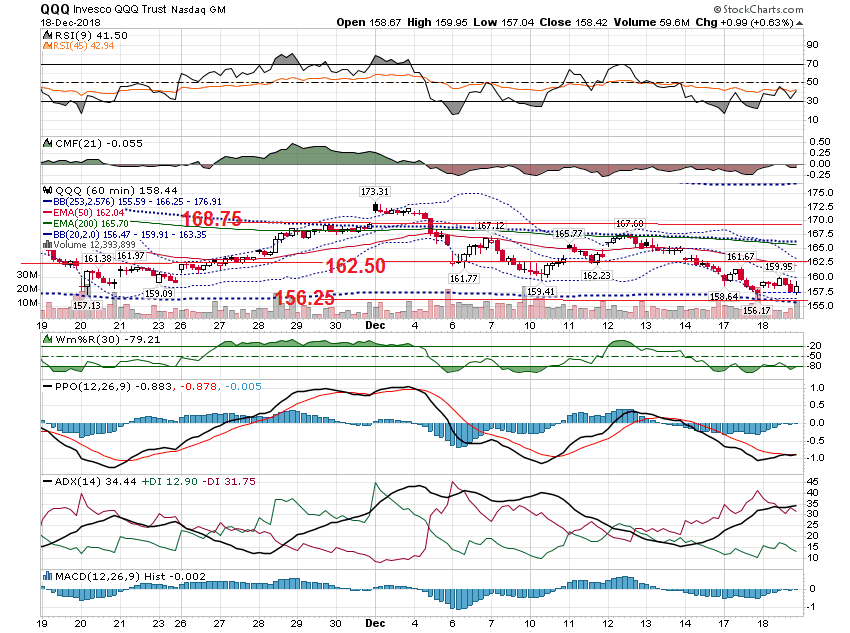 QQQ Invesco QQQ Trust Nasdaq GM © StockCharts.com
18-Dec-2018 Open 158.67 High 159.95 Low 157.04 Close 158.42 Volume 59.6M Chg +0.99 (+0.63%)
RSI(9) 41.50
RSI(45) 42.94
90
70
50
30
10
CMF(21) -0.055
0.50
0.25
0.00
-0.25
QQQ (60 min) 158.44
BB(253,2.576) 155.59 - 166.25 - 176.91
EMA(50) 162.04
EMA(200) 165.70
BB(20,2.0) 156.47 - 159.91 - 163.35
Volume 12,393,899
173.31
168.75
167.12
165.77
167.60
161.38
161.97
162.50
161.77
162.23
161.67
159.95
159.09
156.25
159.41
158.64
157.13
156.17
175.0
172.5
170.0
167.5
165.0
162.5
160.0
157.5
155.0
30M
20M
10M
19 20 21 23 26 27 28 29 30 Dec 4 6 7 10 11 12 13 14 17 18
Wm%R(30) -79.21
-20
-50
-80
PPO(12,26,9) -0.883, -0.878, -0.005
1.0
0.5
0.0
-0.5
-1.0
ADX(14) 34.44 +DI 12.90 -DI 31.75
45
40
35
30
25
20
15
10
MACD(12,26,9) Hist -0.002
0
-1
19 20 21 23 26 27 28 29 30 Dec 4 6 7 10 11 12 13 14 17 18